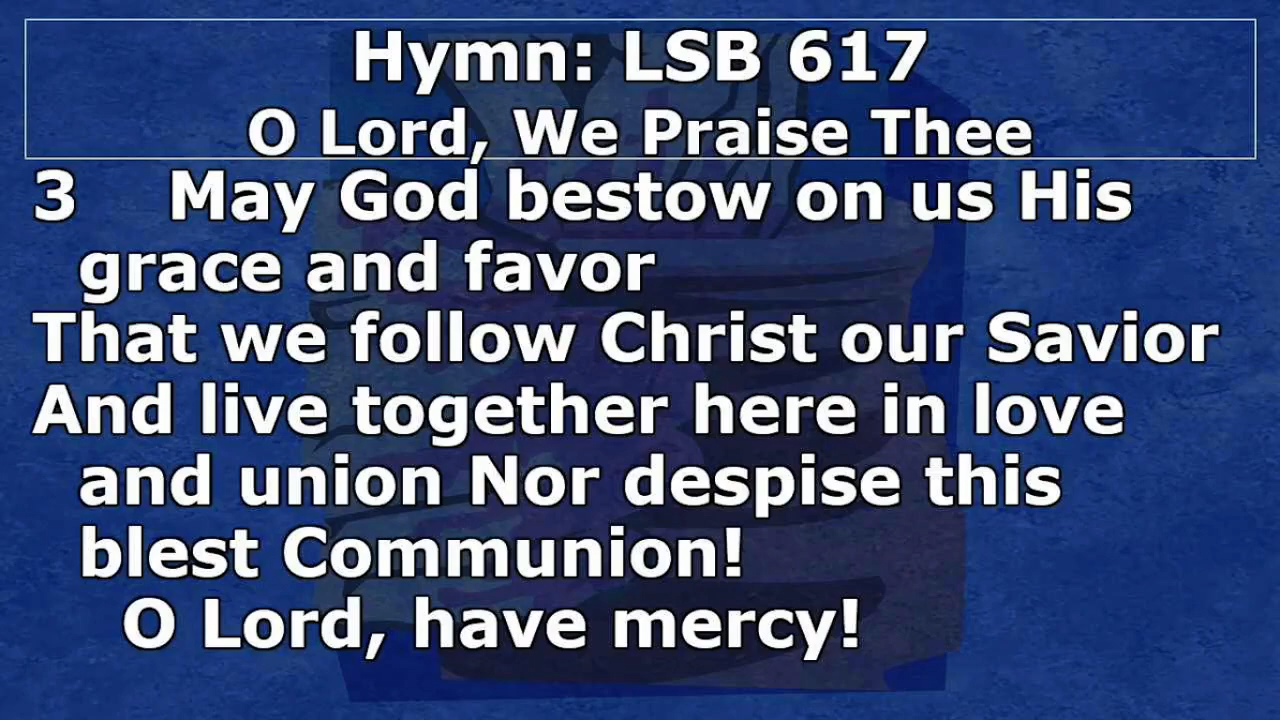 Hymn: LSB 617
O Lord, We Praise Thee
3 May God bestow on us His
grace and favor
That we follow Christ our Savior
And live together here in love
and union Nor despise this
blest Communion!
O Lord, have mercy!